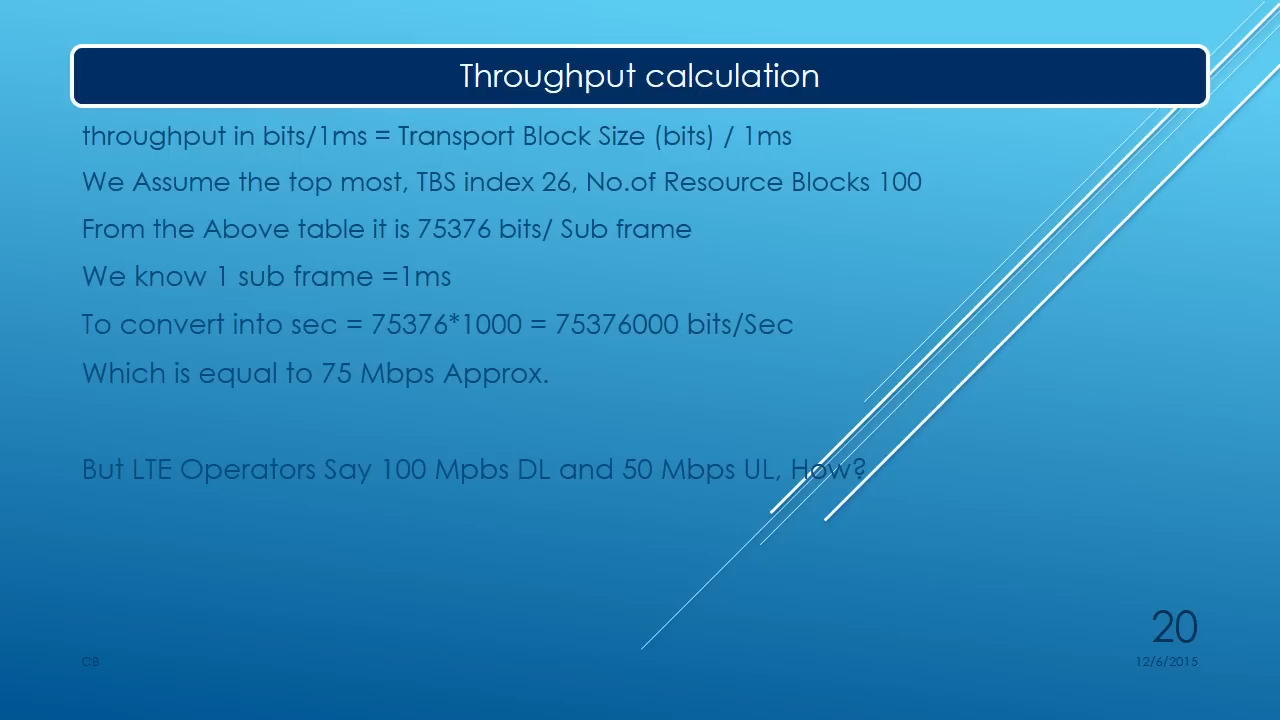 Throughput calculation
throughput in bits/1ms = Transport Block Size (bits) / 1ms
We Assume the top most, TBS index 26, No.of Resource Blocks 100
From the Above table it is 75376 bits/ Sub frame
We know 1 sub frame =1ms
To convert into sec = 75376*1000 = 75376000 bits/Sec
Which is equal to 75 Mbps Approx.
But LTE Operators Say 100 Mpbs DL and 50 Mbps UL, How?
20
CB
12/6/2015